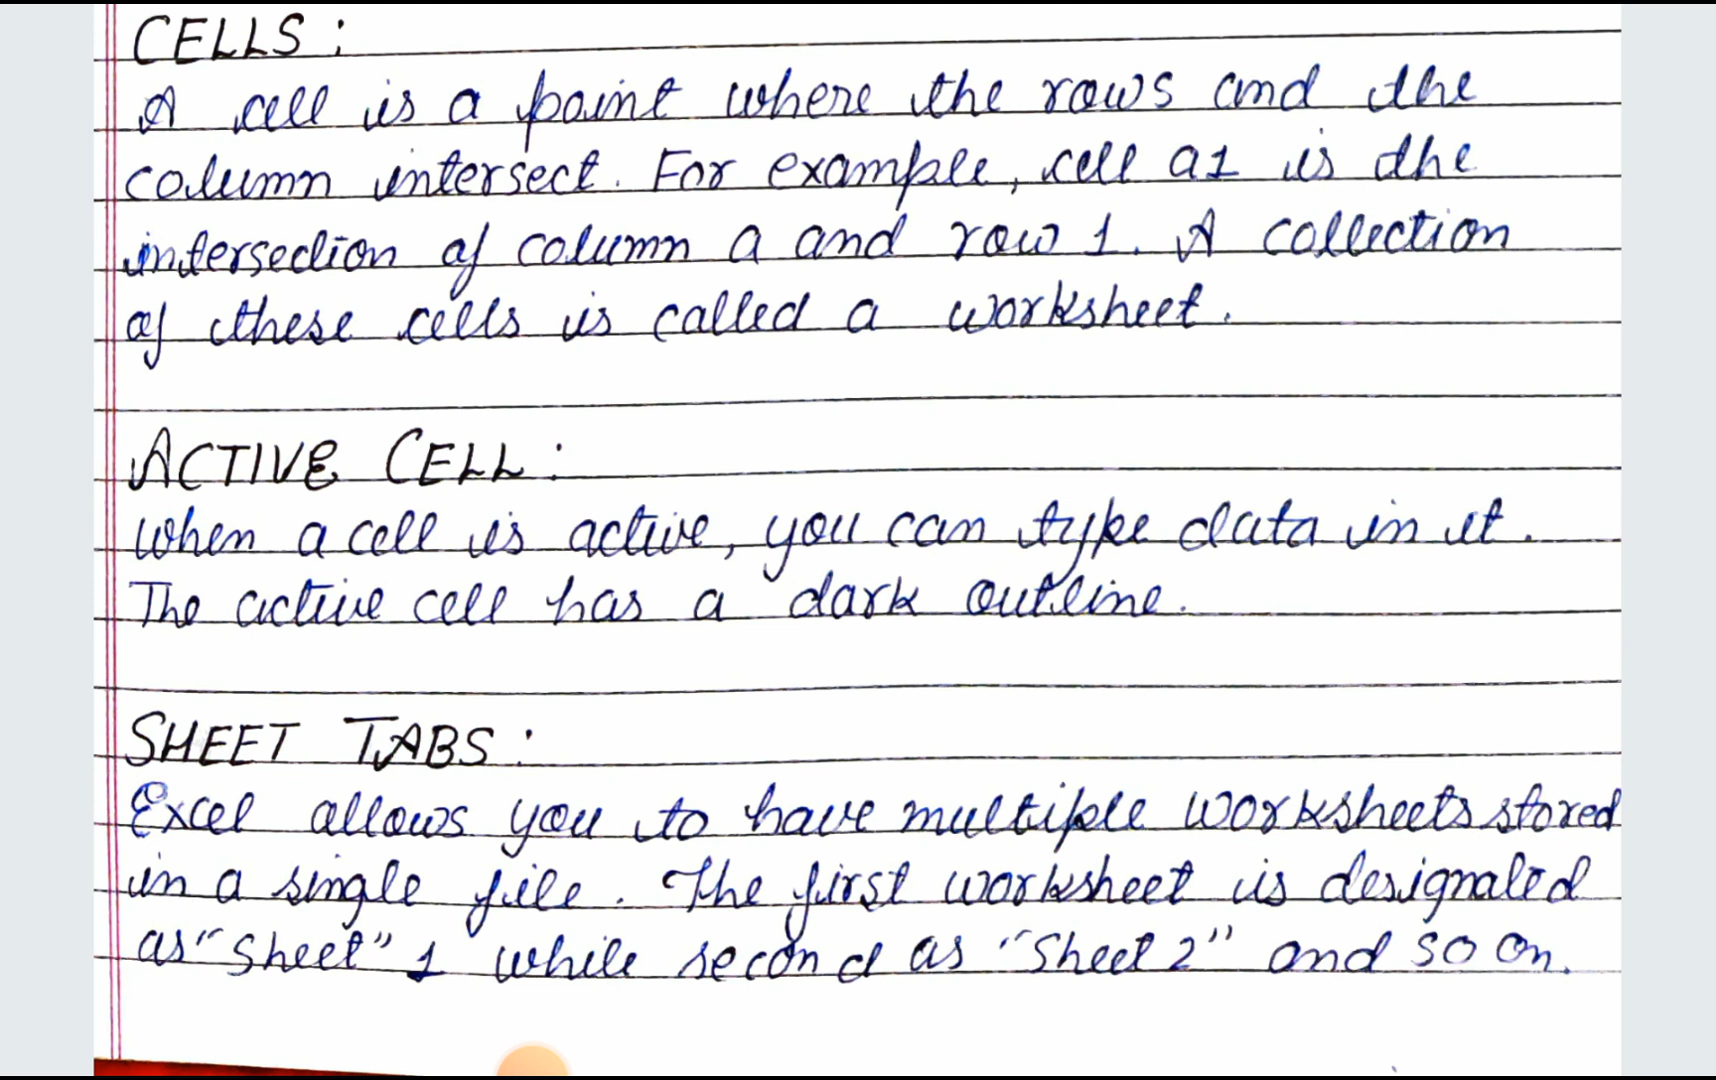 CELLS :
A cell is a point where the rows and the
column intersect. For example, cell a1 is the
intersection of column a and row 1. A collection
of these cells is called a worksheet.
ACTIVE CELL :
When a cell is active, you can type data in it.
The active cell has a dark outline.
SHEET TABS :
Excel allows you to have multiple worksheets stored
in a single file. The first worksheet is designated
as "Sheet" 1 while second as "Sheet 2" and so on.